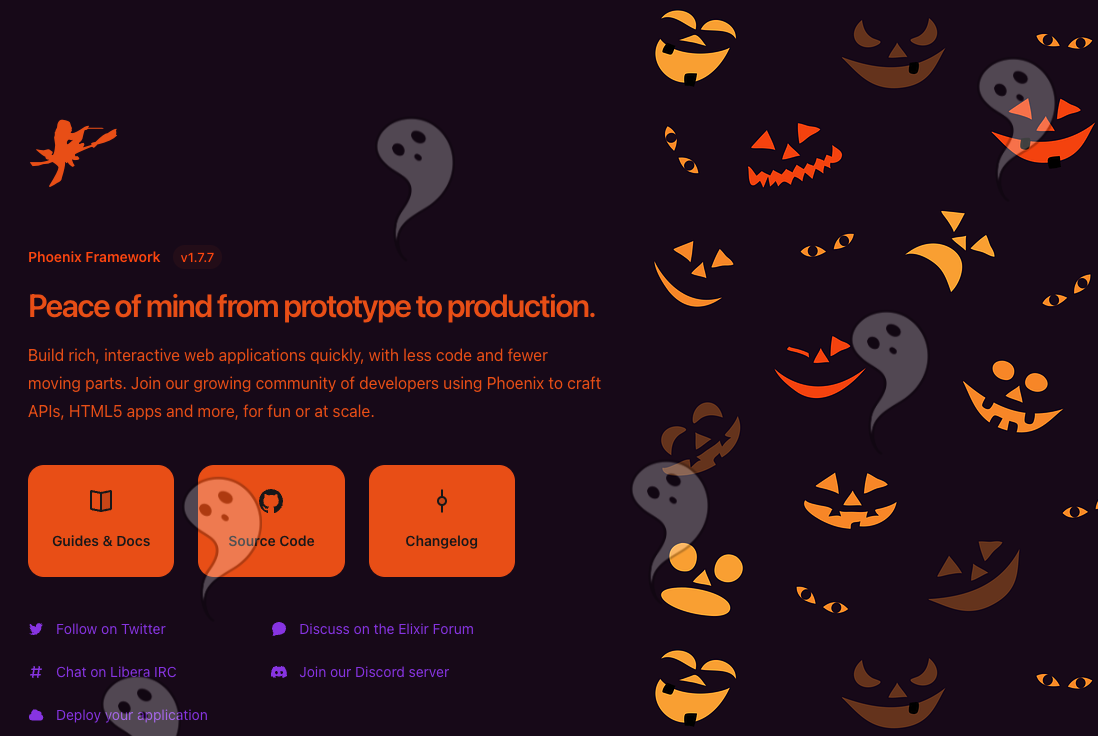 Phoenix Framework v1.7.7
Peace of mind from prototype to production.
Build rich, interactive web applications quickly, with less code and fewer
moving parts. Join our growing community of developers using Phoenix to craft
APIs, HTML5 apps and more, for fun or at scale.
Guides & Docs Source Code Changelog
Follow on Twitter Discuss on the Elixir Forum
Chat on Libera IRC Join our Discord server
Deploy your application